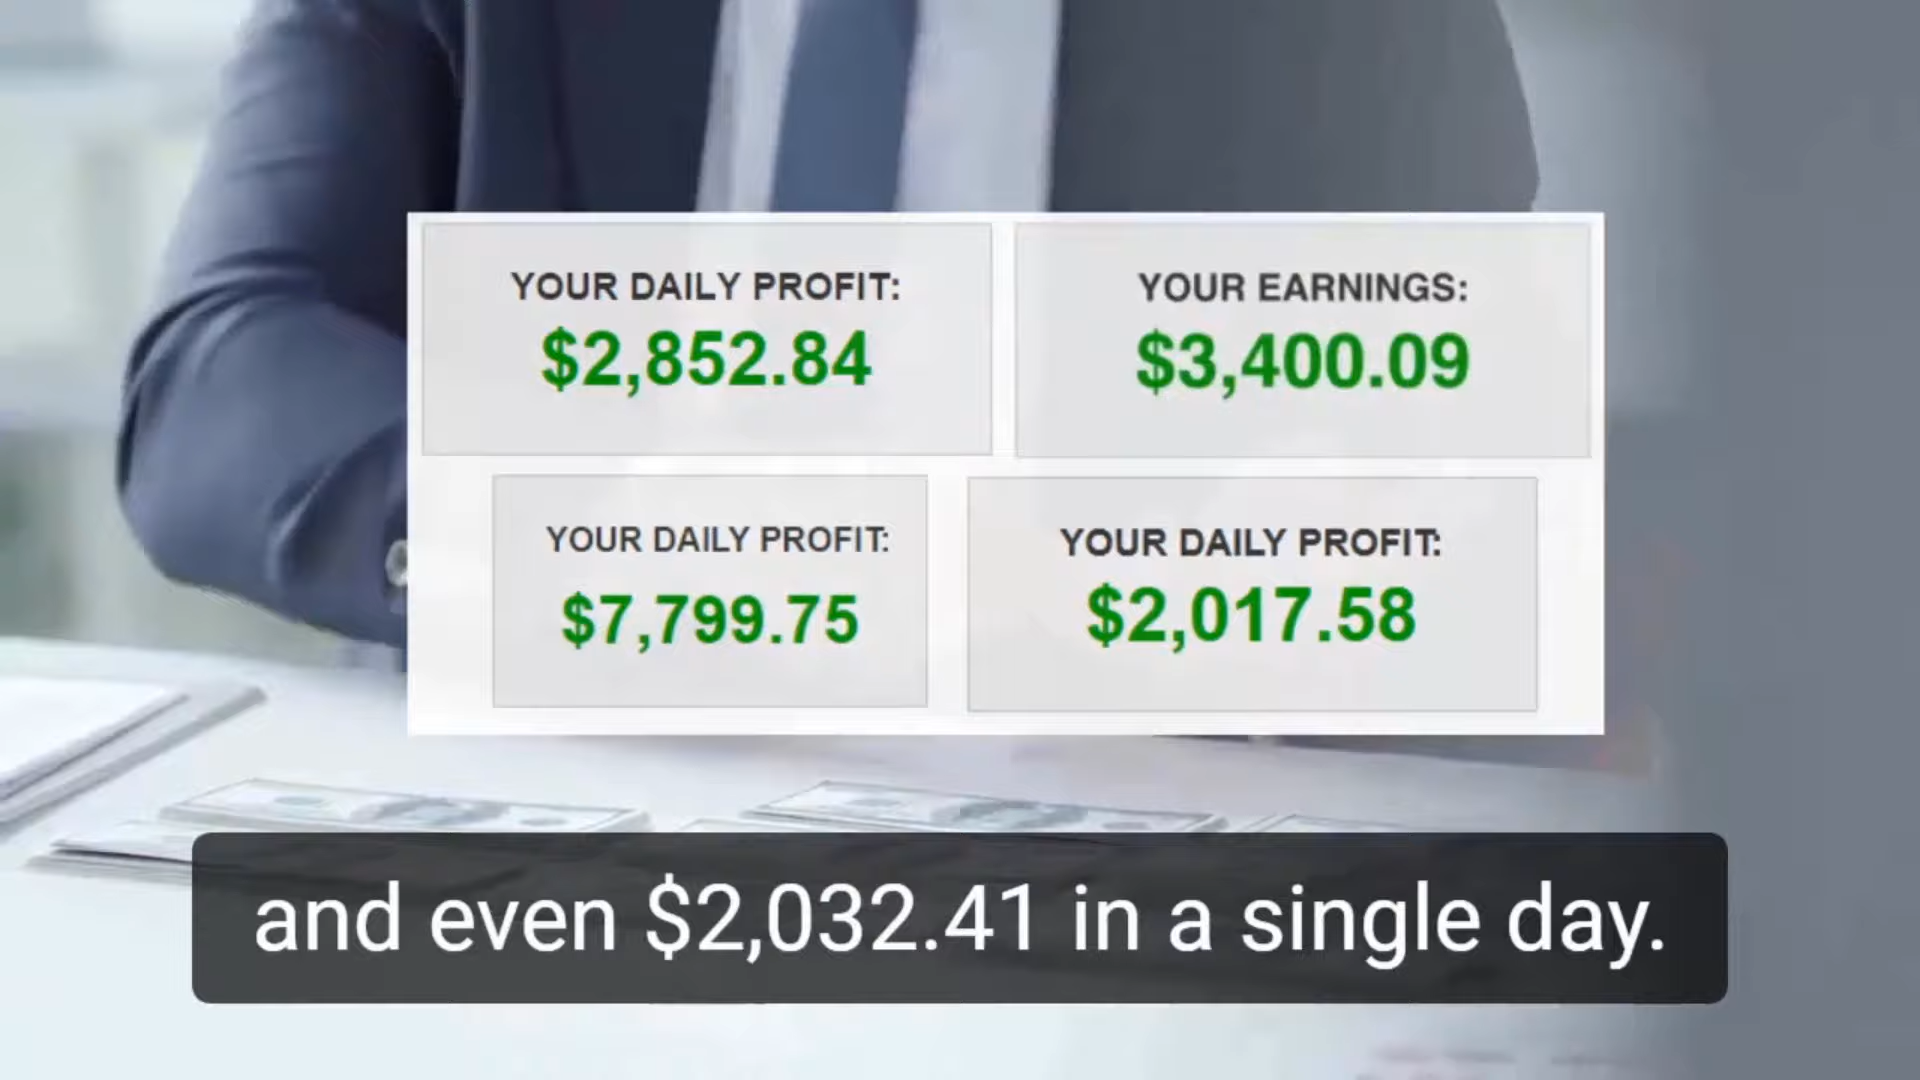 YOUR DAILY PROFIT:
$2,852.84
YOUR EARNINGS:
$3,400.09
YOUR DAILY PROFIT:
$7,799.75
YOUR DAILY PROFIT:
$2,017.58
and even $2,032.41 in a single day.